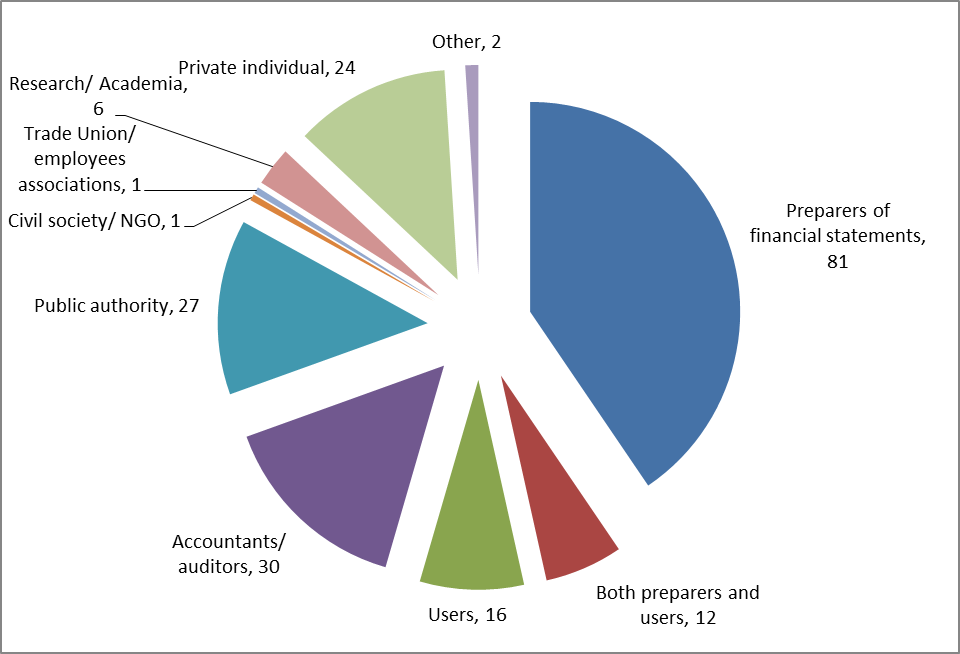 Other, 2
Private individual, 24
Research/ Academia,
6
Trade Union/
employees
associations, 1
Civil society/ NGO, 1
Public authority, 27
Accountants/
auditors, 30
Users, 16
Both preparers and
users, 12
Preparers of
financial statements,
81